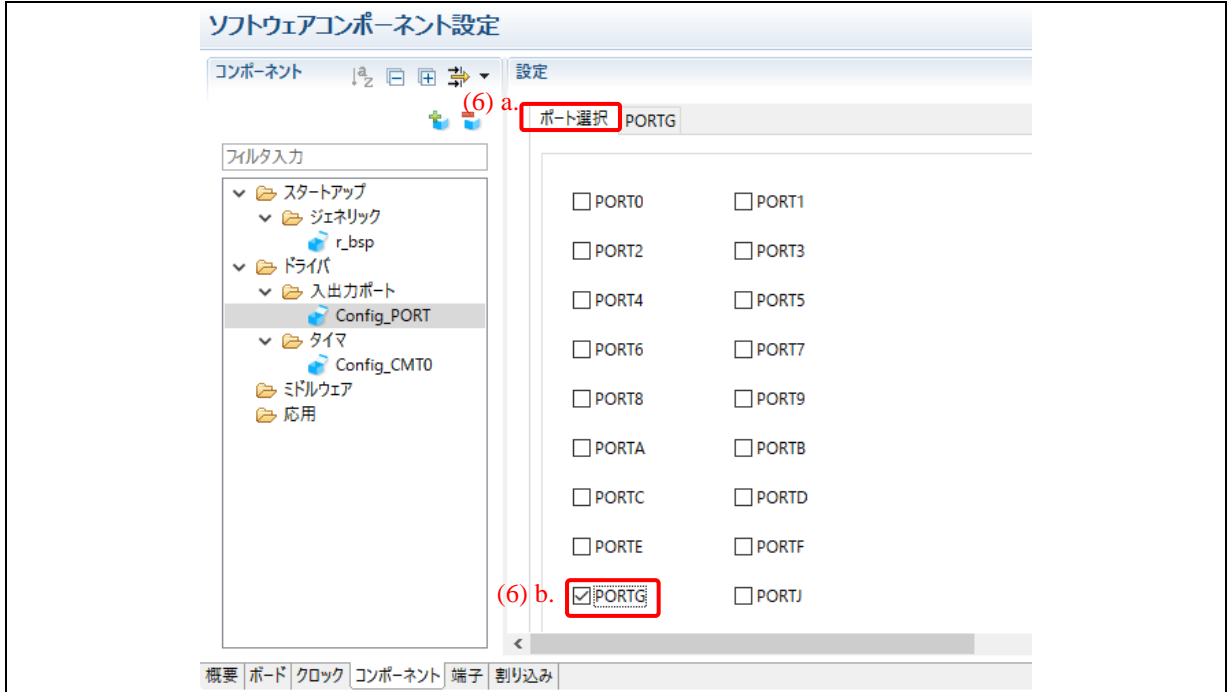 ソフトウェアコンポーネント設定
コンポーネント
設定
(6) a.
ポート選択 PORTG
フィルタ入力
スタートアップ
ジェネリック
r_bsp
ドライバ
入出力ポート
Config_PORT
タイマ
Config_CMT0
ミドルウェア
応用
PORT0 PORT1
PORT2 PORT3
PORT4 PORT5
PORT6 PORT7
PORT8 PORT9
PORTA PORTB
PORTC PORTD
PORTE PORTF
(6) b. PORTG PORTJ
概要 ボード クロック コンポーネント 端子 割り込み